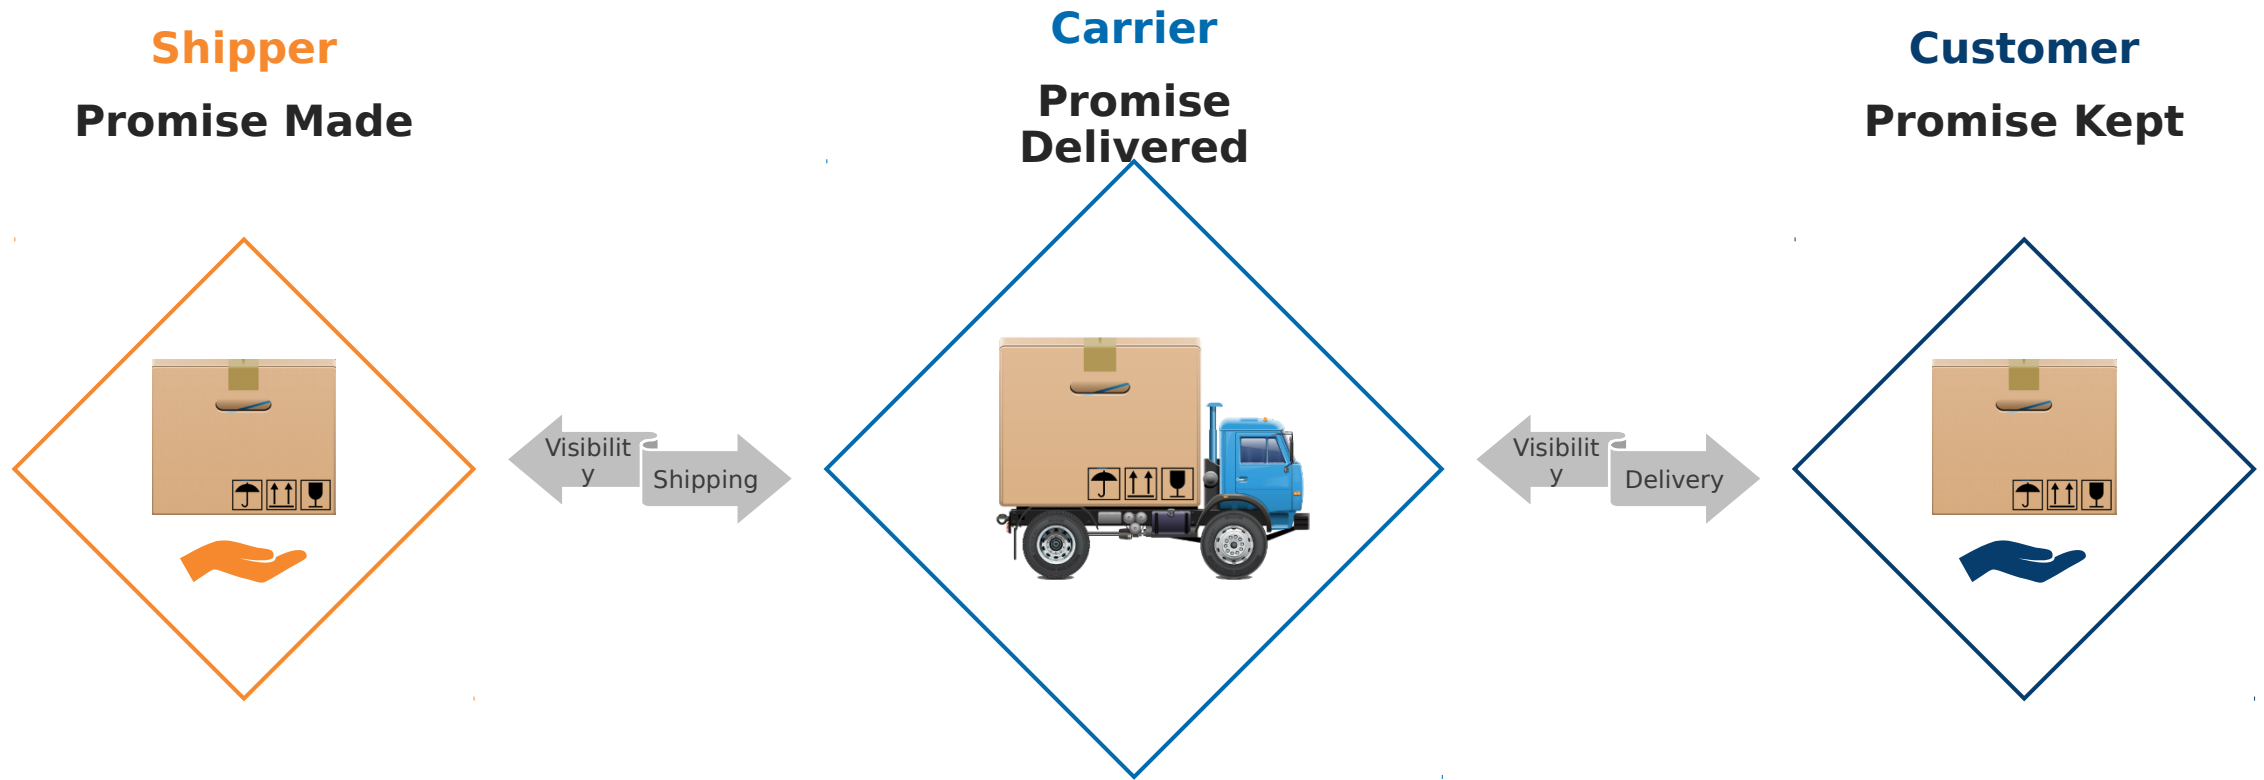 Shipper
Promise Made
Carrier
Promise
Delivered
Customer
Promise Kept
Visibilit
y
Shipping
Visibilit
y
Delivery